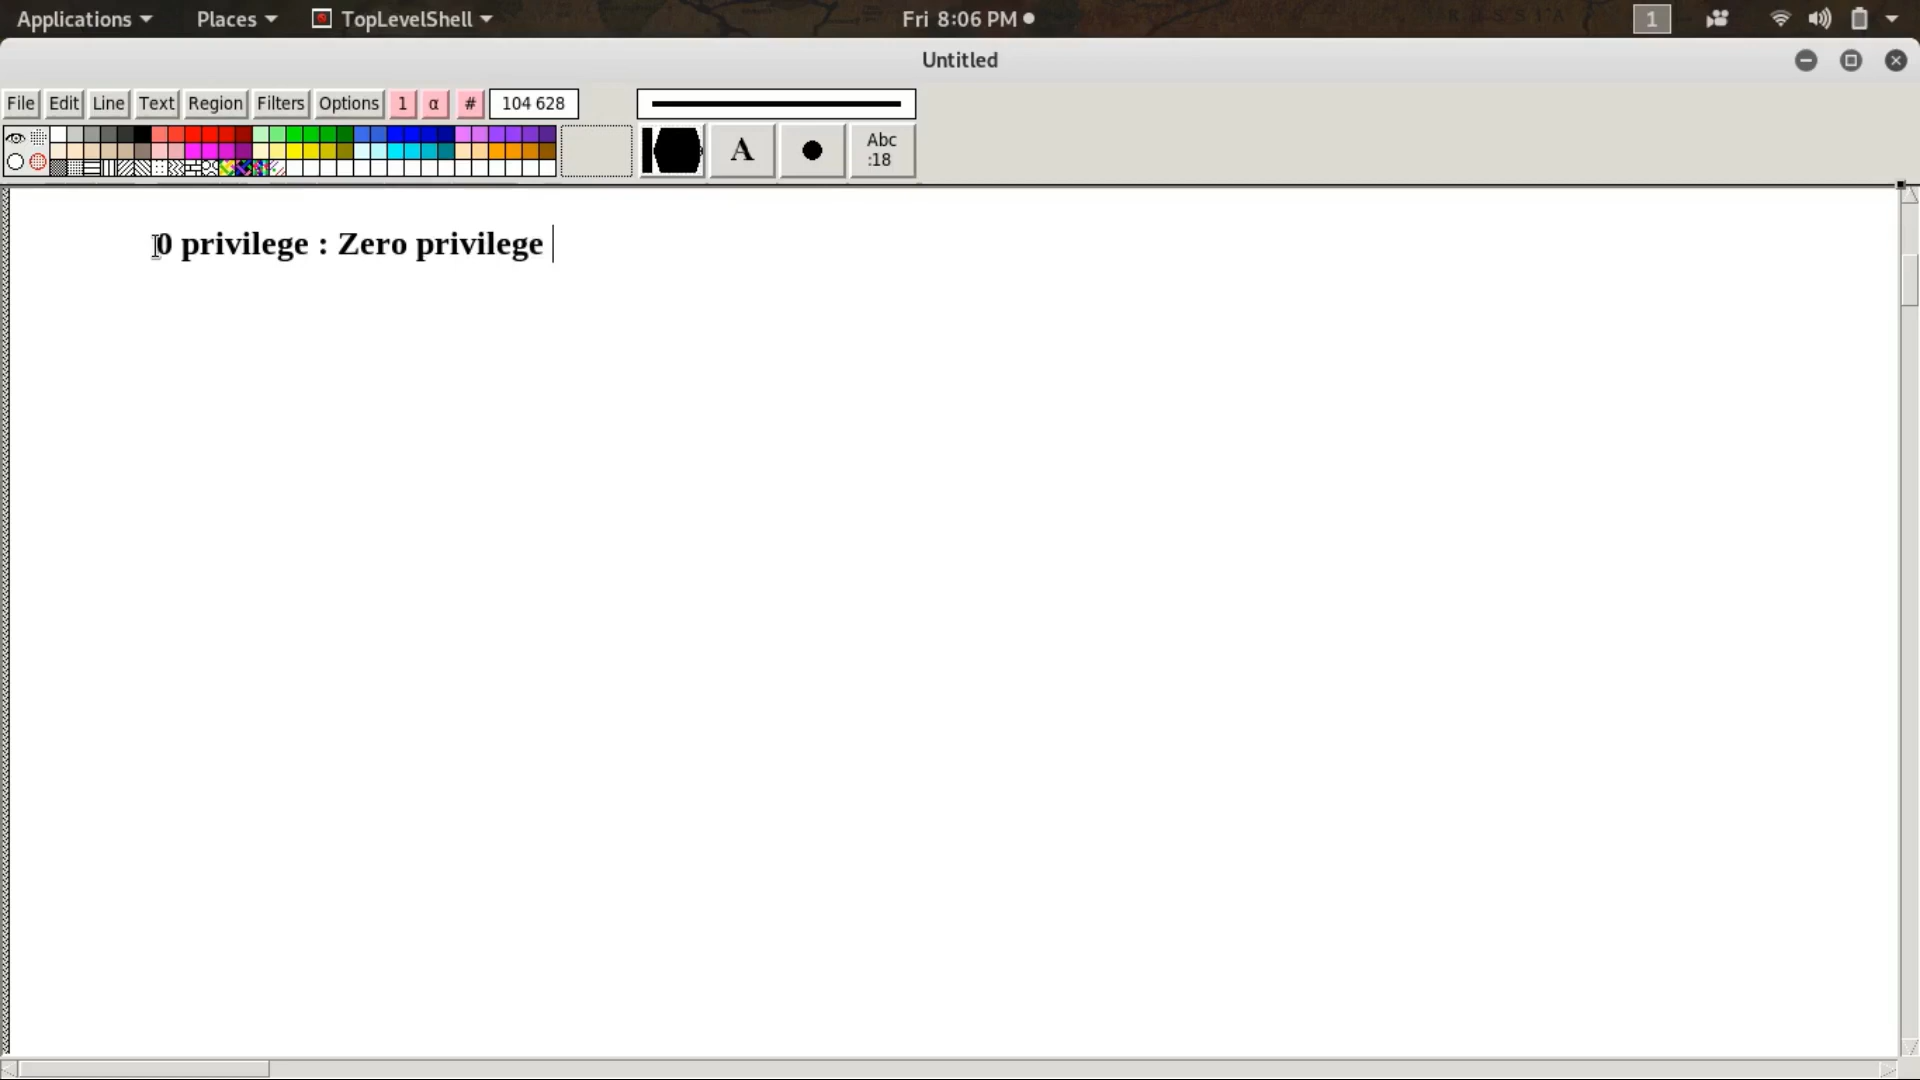 Applications Places TopLevelShell Fri 8:06 PM 1
Untitled
File Edit Line Text Region Filters Options 1 α # 104 628
A Abc
:18
0 privilege : Zero privilege